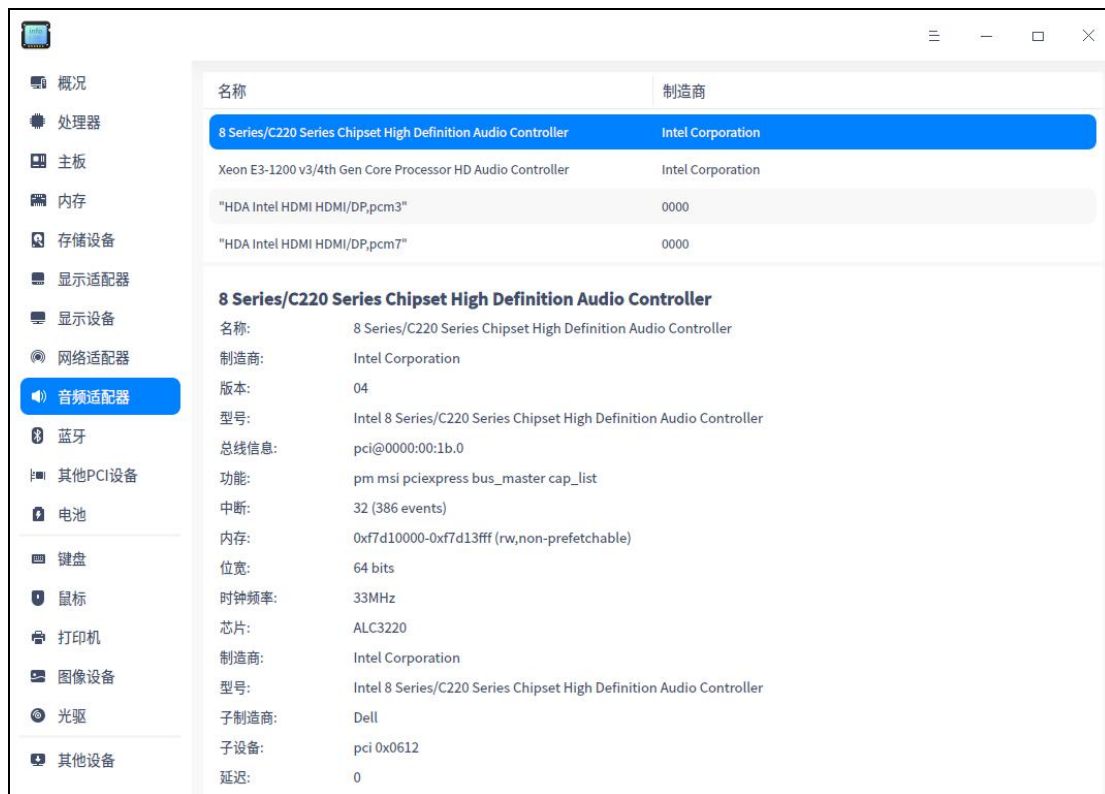 info
概况
处理器
主板
内存
存储设备
显示适配器
显示设备
网络适配器
音频适配器
蓝牙
其他PCI设备
电池
键盘
鼠标
打印机
图像设备
光驱
其他设备
名称 制造商
8 Series/C220 Series Chipset High Definition Audio Controller Intel Corporation
Xeon E3-1200 v3/4th Gen Core Processor HD Audio Controller Intel Corporation
"HDA Intel HDMI HDMI/DP,pcm3" 0000
"HDA Intel HDMI HDMI/DP,pcm7" 0000
8 Series/C220 Series Chipset High Definition Audio Controller
名称: 8 Series/C220 Series Chipset High Definition Audio Controller
制造商: Intel Corporation
版本: 04
型号: Intel 8 Series/C220 Series Chipset High Definition Audio Controller
总线信息: pci@0000:00:1b.0
功能: pm msi pciexpress bus_master cap_list
中断: 32 (386 events)
内存: 0xf7d10000-0xf7d13fff (rw,non-prefetchable)
位宽: 64 bits
时钟频率: 33MHz
芯片: ALC3220
制造商: Intel Corporation
型号: Intel 8 Series/C220 Series Chipset High Definition Audio Controller
子制造商: Dell
子设备: pci 0x0612
延迟: 0